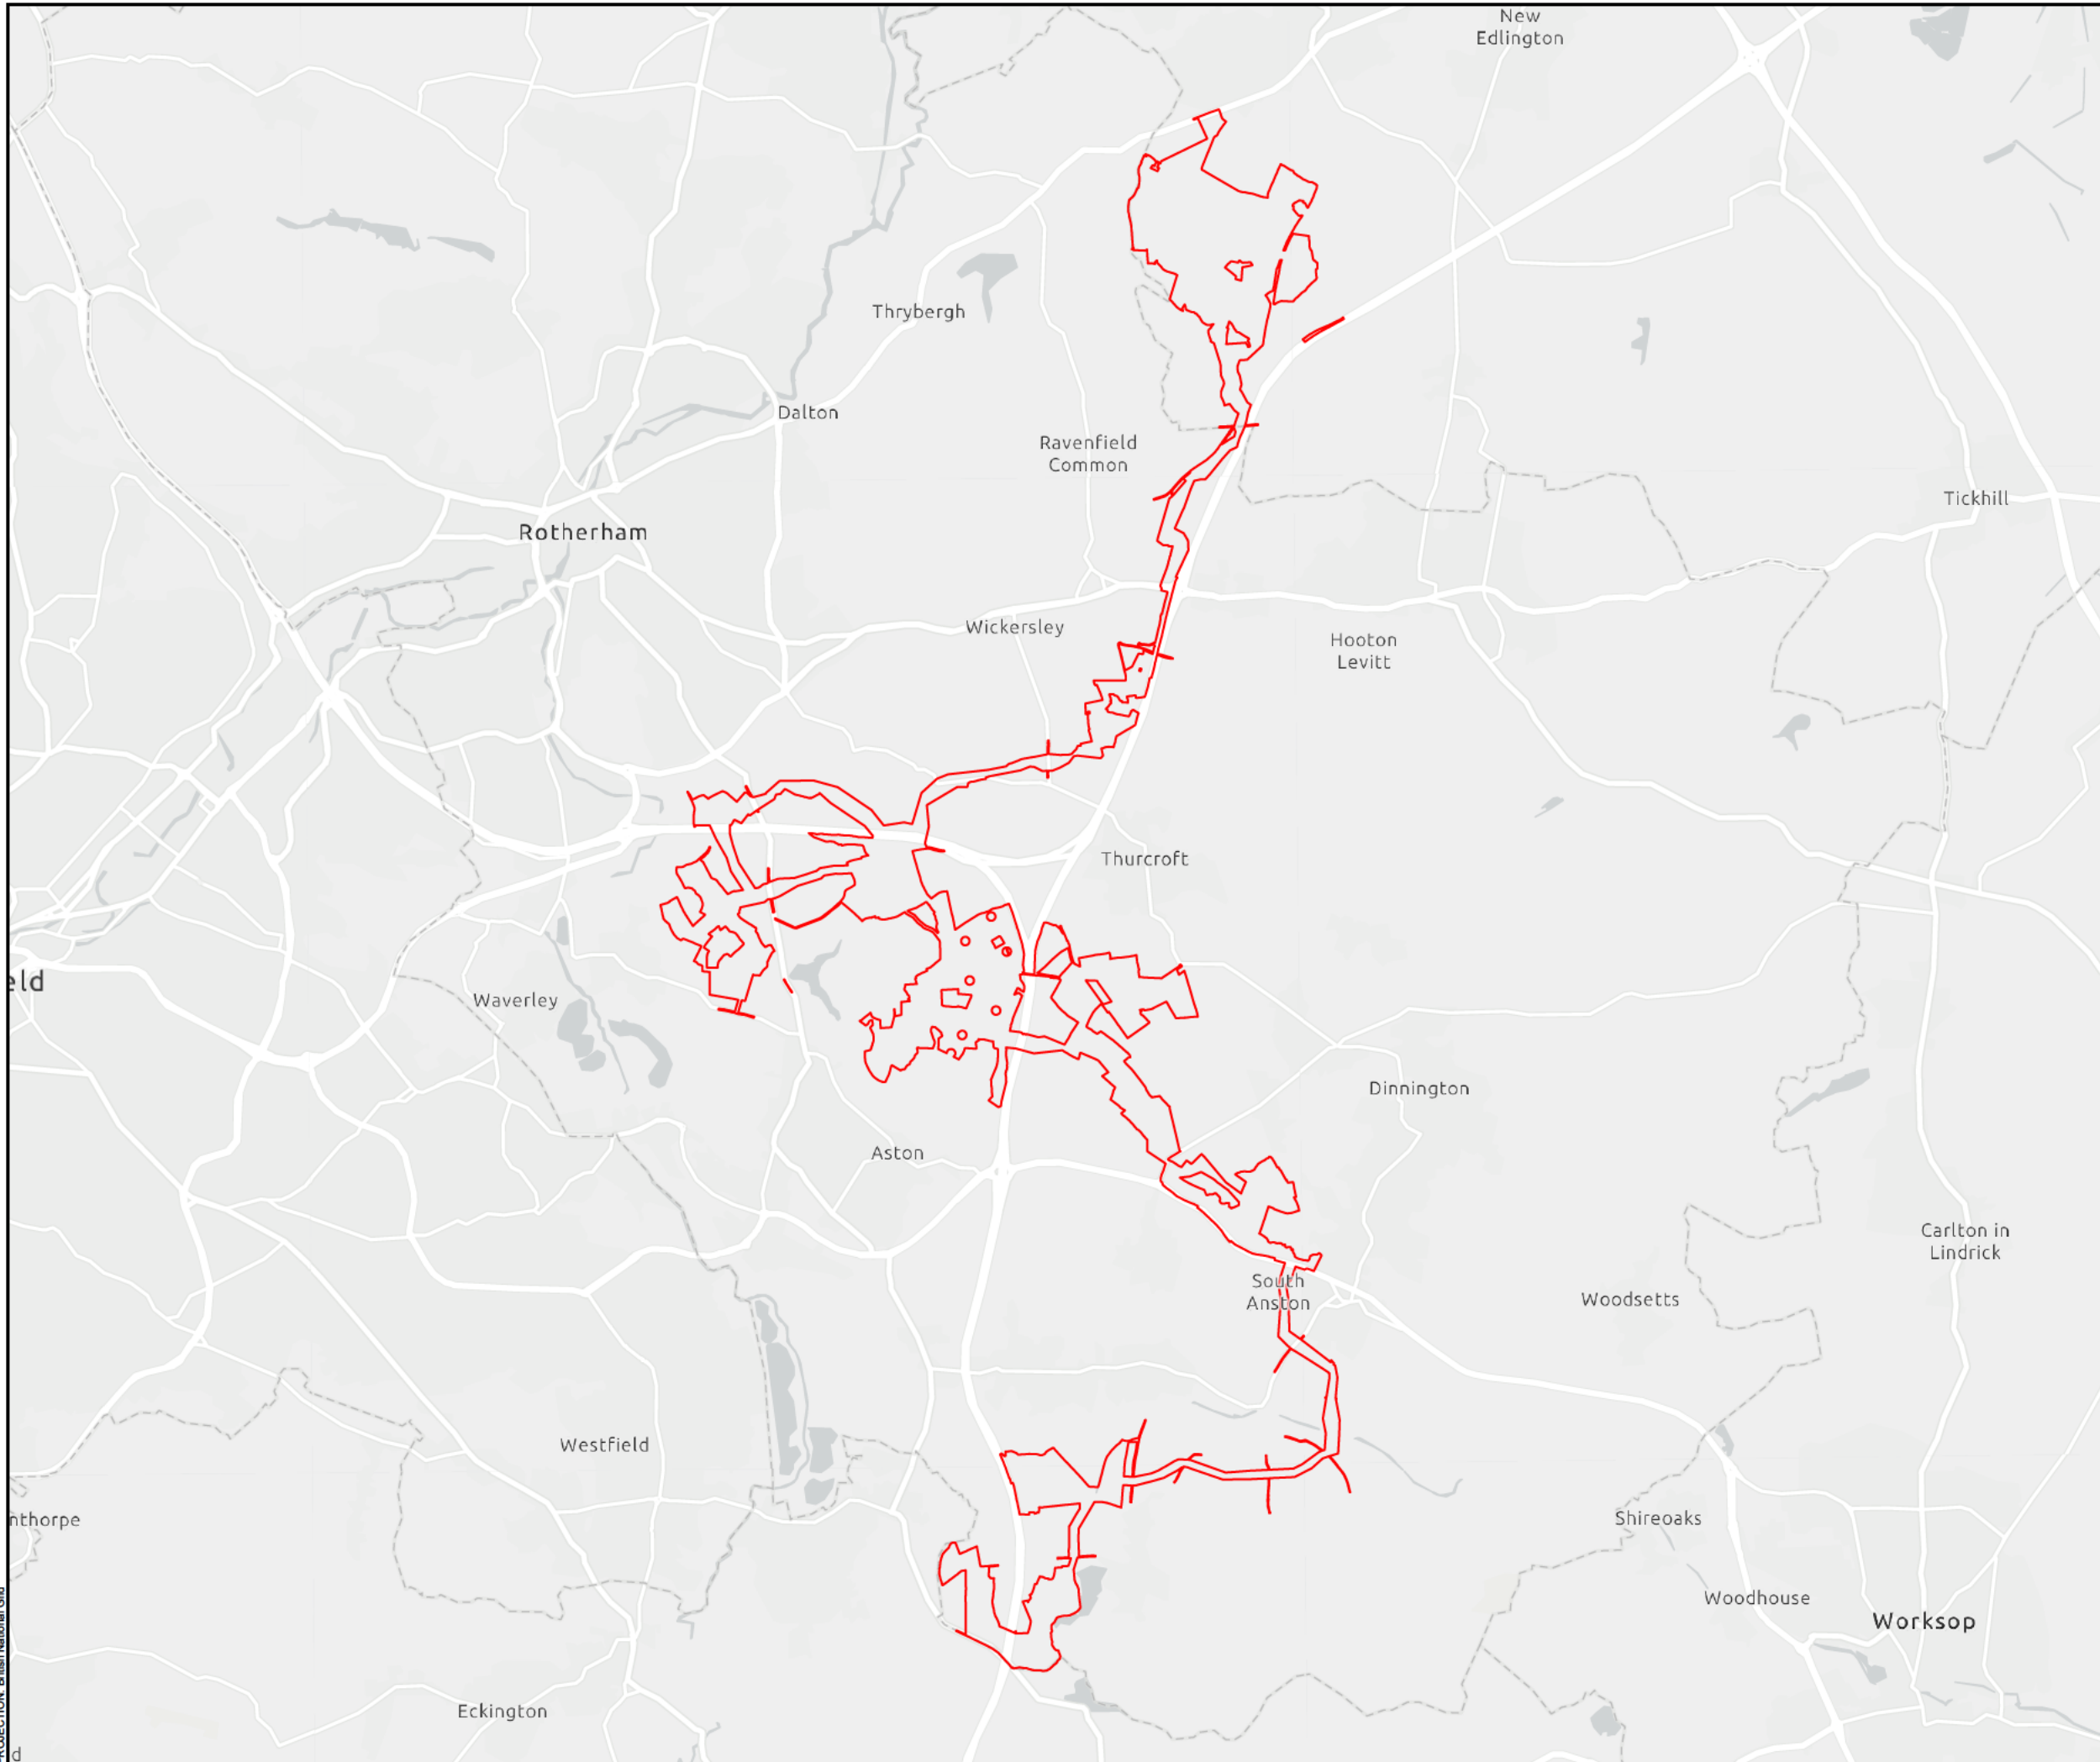 New
Edlington
Thrybergh
Dalton
Ravenfield
Common
Tickhill
Rotherham
Wickersley
Hooton
Levitt
Thurcroft
eld
Waverley
Dinnington
Aston
Carlton in
Lindrick
South
Anston
Woodsetts
Westfield
nthorpe
Shireoaks
Woodhouse
Worksop
Eckington
d